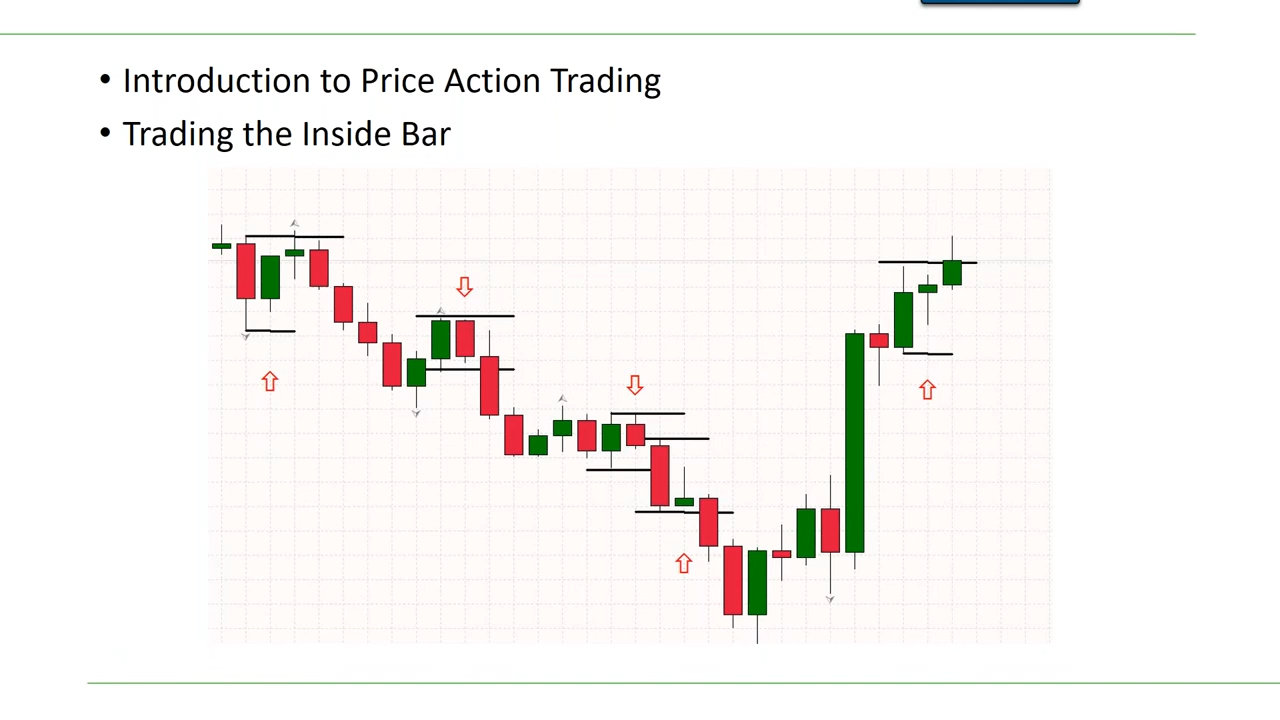 • Introduction to Price Action Trading
• Trading the Inside Bar